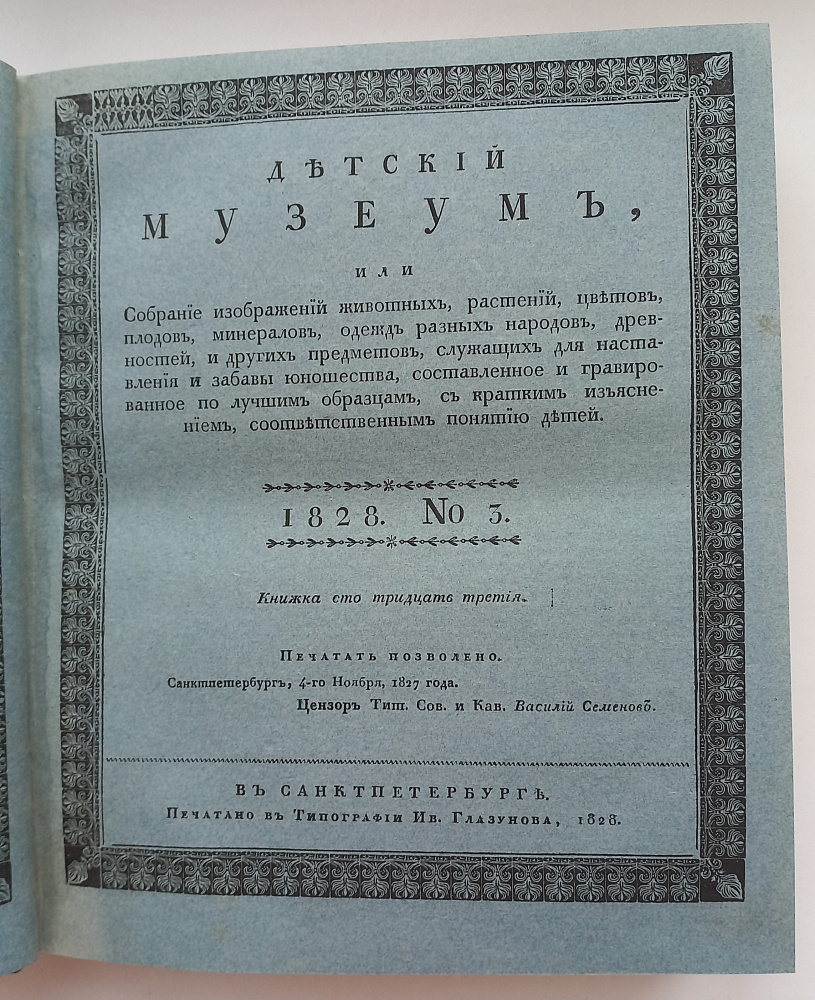 ДѢТСКІЙ
МУЗЕУМЪ,
или
Собраніе изображеній животныхъ, растеній, цвѣтовъ,
плодовъ, минераловъ, одеждъ разныхъ народовъ, древ-
ностей, и другихъ предметовъ, служащихъ для наста-
вленія и забавы юношества, составленное и гравиро-
ванное по лучшимъ образцамъ, съ краткимъ изъясне-
ніемъ, соотвѣтственнымъ понятію дѣтей.
1828. No 3.
Книжка сто тридцать третія.
Печатать позволено.
Санктпетербургъ, 4-го Ноября, 1827 года.
Цензоръ Тит. Сов. и Кав. Василій Семеновъ.
ВЪ САНКТПЕТЕРБУРГѢ.
Печатано въ Типографіи Ив. Глазунова, 1828.